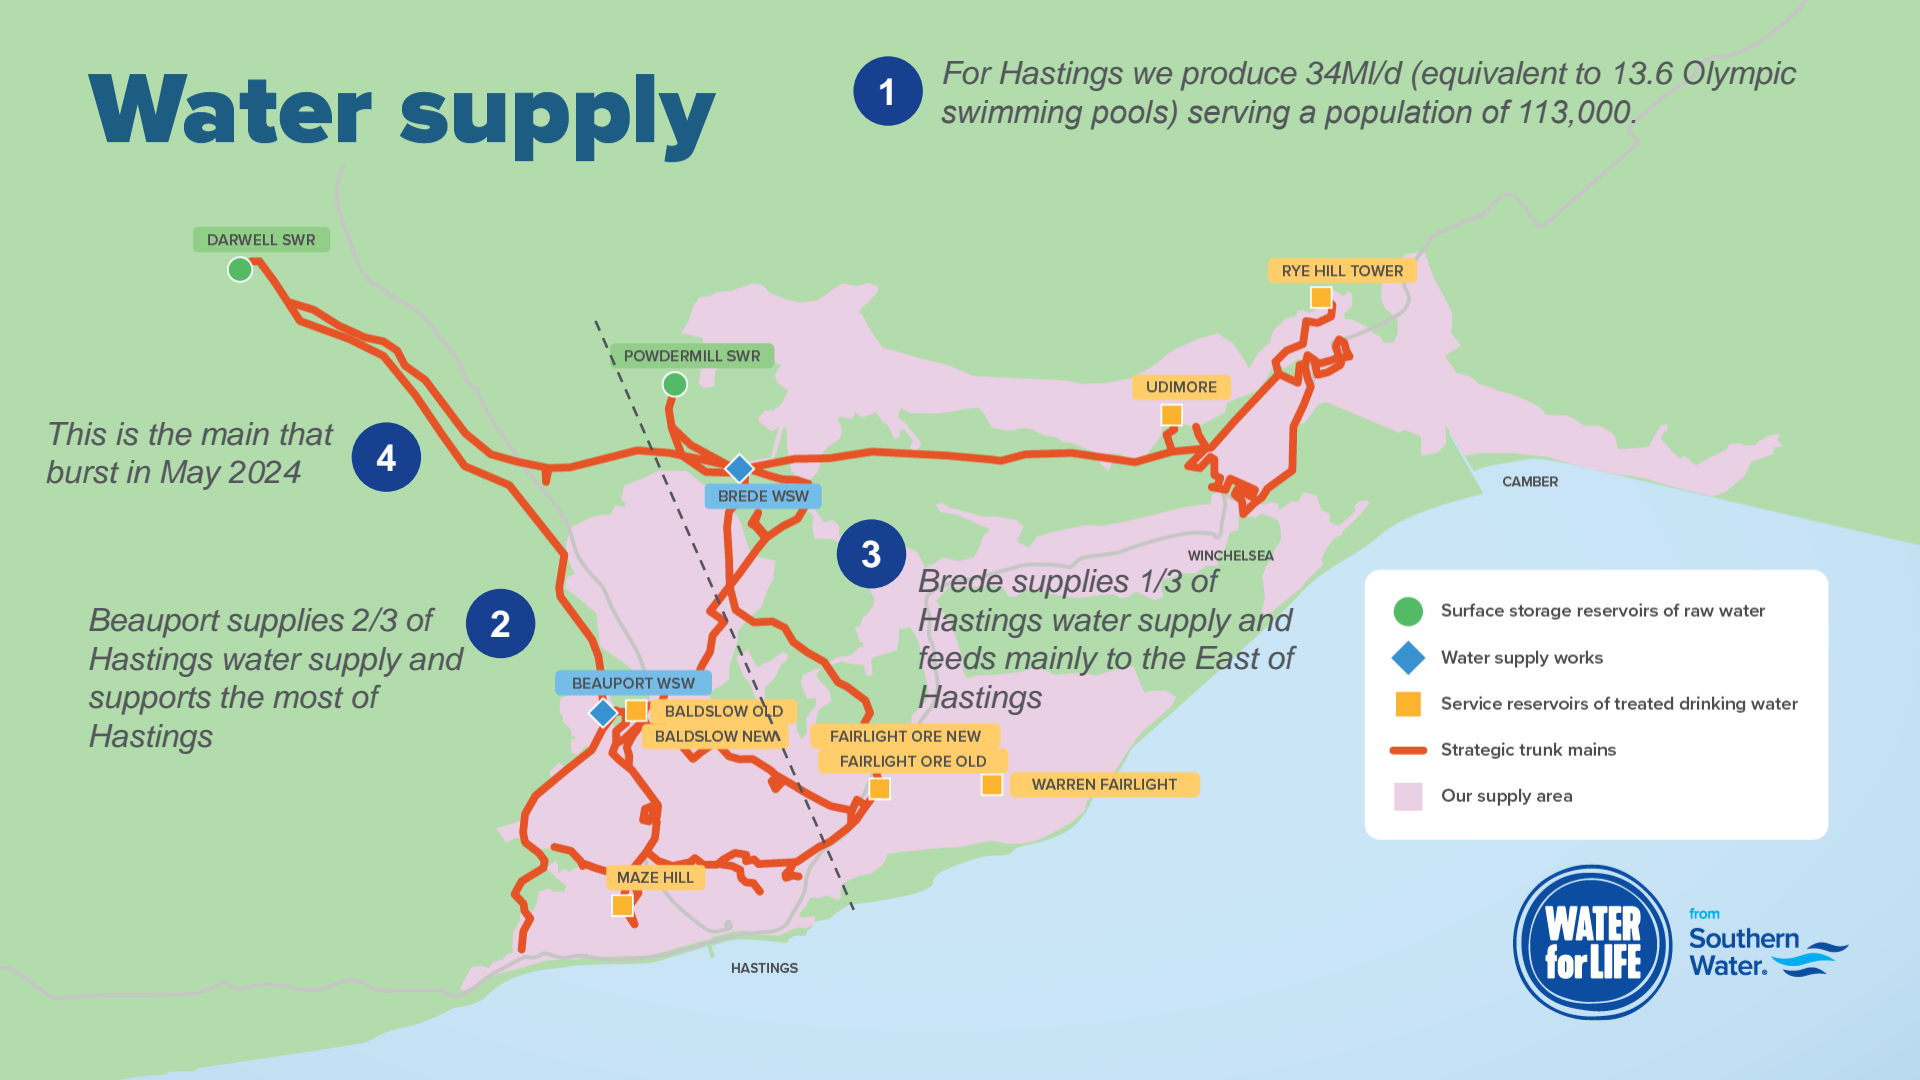 Water supply
1
For Hastings we produce 34Ml/d (equivalent to 13.6 Olympic
swimming pools) serving a population of 113,000.
DARWELL SWR
RYE HILL TOWER
POWDERMILL SWR
UDIMORE
This is the main that
burst in May 2024
4
BREDE WSW
CAMBER
WINCHELSEA
3
Brede supplies 1/3 of
Hastings water supply and
feeds mainly to the East of
Hastings
Beauport supplies 2/3 of
Hastings water supply and
supports the most of
Hastings
2
BEAUPORT WSW
BALDSLOW OLD
BALDSLOW NEW
FAIRLIGHT ORE NEW
FAIRLIGHT ORE OLD
WARREN FAIRLIGHT
MAZE HILL
HASTINGS
Surface storage reservoirs of raw water
Water supply works
Service reservoirs of treated drinking water
Strategic trunk mains
Our supply area
WATER
for LIFE
from
Southern
Water.